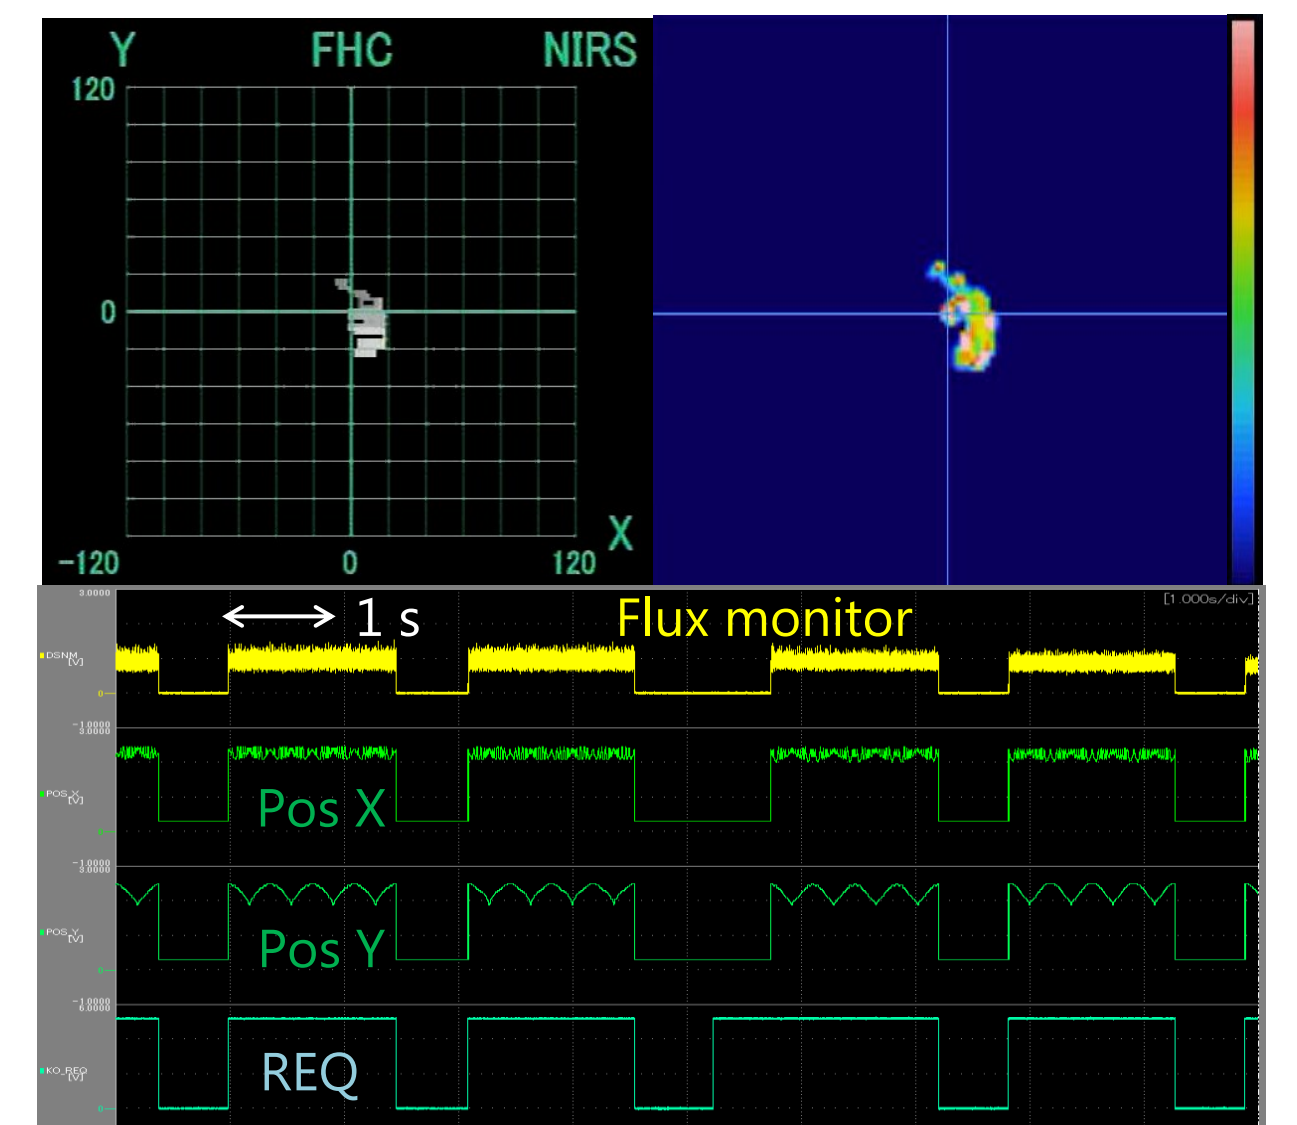 Y FHC NIRS
120
0
X
-120 0 120
3.0000
1 s
Flux monitor
[1.000s/div]
DSNM
[V]
0
-1.0000
3.0000
POS_X
[V]
Pos X
0
-1.0000
3.0000
POS_Y
[V]
Pos Y
0
-1.0000
6.0000
KO_REQ
[V]
REQ
0